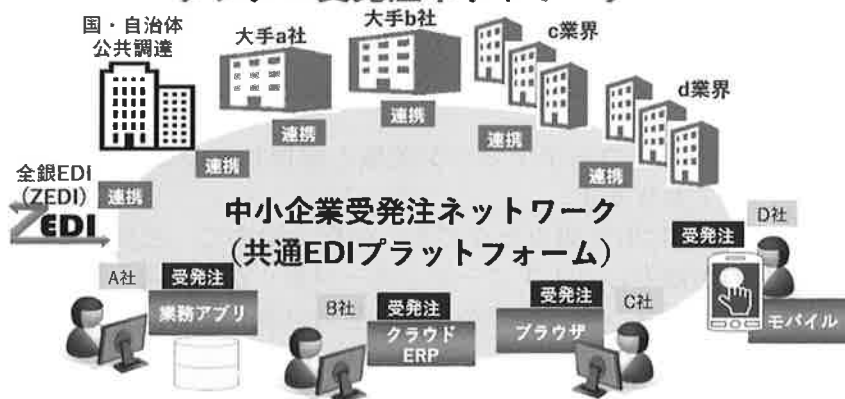 国・自治体
公共調達
大手a社
大手b社
c業界
d業界
連携
連携
連携
連携
連携
連携
全銀EDI
(ZEDI)
ZEDI
中小企業受発注ネットワーク
(共通EDIプラットフォーム)
A社
受発注
業務アプリ
B社
受発注
クラウド
ERP
受発注
ブラウザ
C社
受発注
D社
モバイル